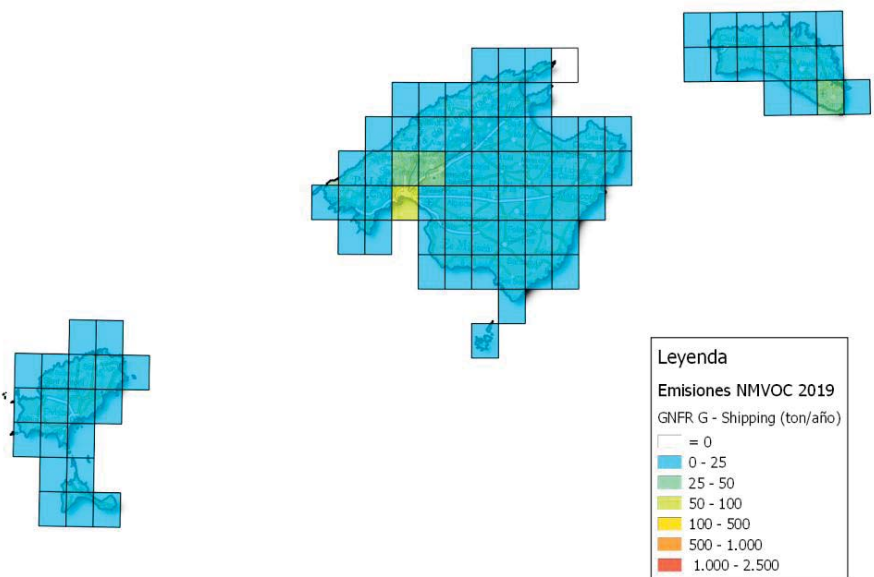 Leyenda
Emisiones NMVOC 2019
GNFR G - Shipping (ton/año)
= 0
0 - 25
25 - 50
50 - 100
100 - 500
500 - 1.000
1.000 - 2.500